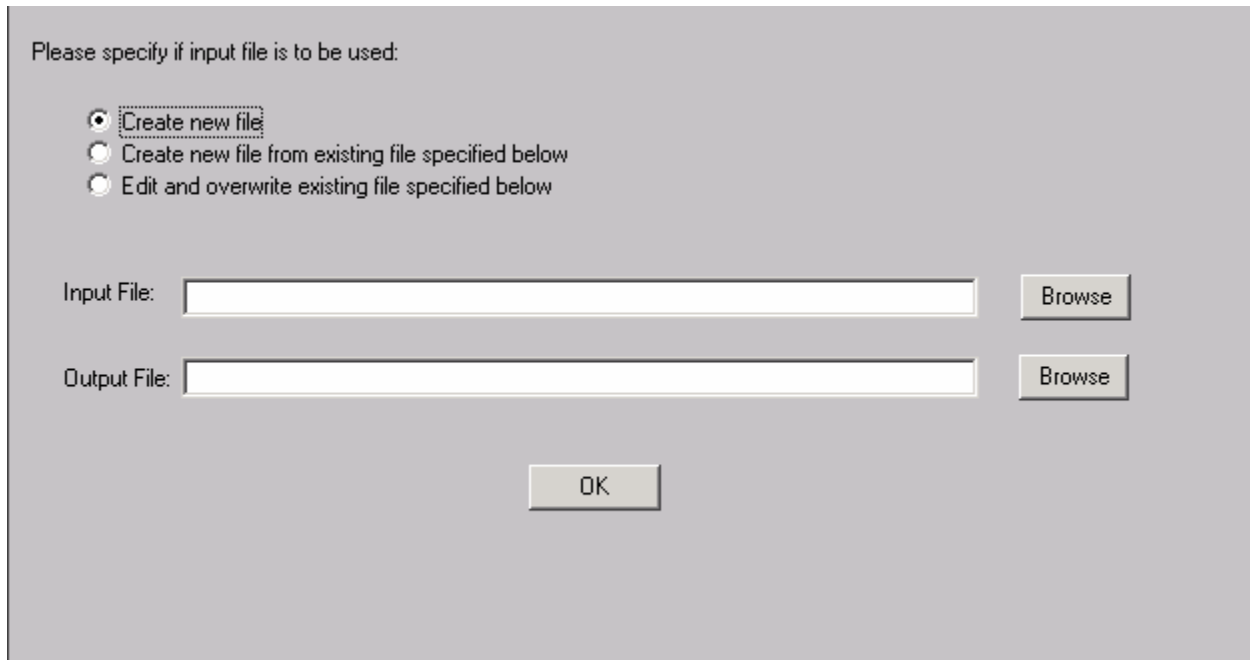 Please specify if input file is to be used:
Create new file
Create new file from existing file specified below
Edit and overwrite existing file specified below
Input File:
Browse
Output File:
Browse
OK